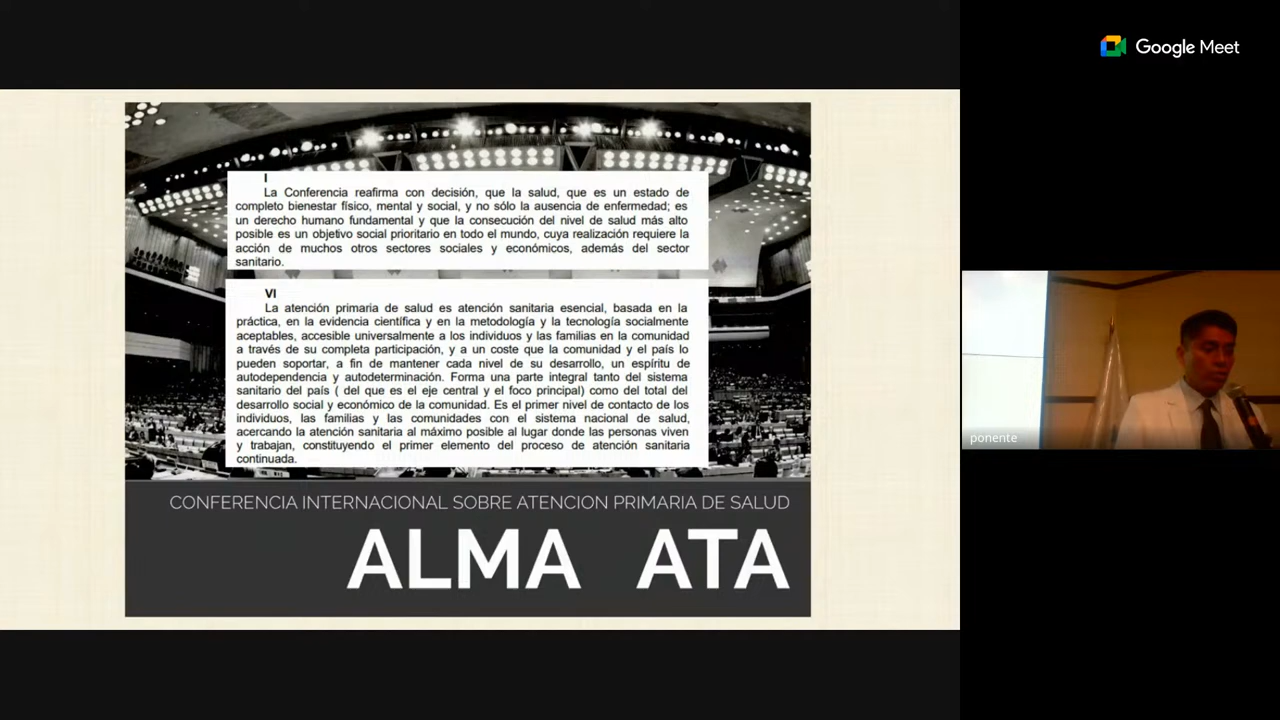 Google Meet
I
La Conferencia reafirma con decisión, que la salud, que es un estado de
completo bienestar físico, mental y social, y no sólo la ausencia de enfermedad; es
un derecho humano fundamental y que la consecución del nivel de salud más alto
posible es un objetivo social prioritario en todo el mundo, cuya realización requiere la
acción de muchos otros sectores sociales y económicos, además del sector
sanitario.
VI
La atención primaria de salud es atención sanitaria esencial, basada en la
práctica, en la evidencia científica y en la metodología y la tecnología socialmente
aceptables, accesible universalmente a los individuos y las familias en la comunidad
a través de su completa participación, y a un coste que la comunidad y el país lo
pueden soportar, a fin de mantener cada nivel de su desarrollo, un espíritu de
autodependencia y autodeterminación. Forma una parte integral tanto del sistema
sanitario del país ( del que es el eje central y el foco principal) como del total del
desarrollo social y económico de la comunidad. Es el primer nivel de contacto de los
individuos, las familias y las comunidades con el sistema nacional de salud,
acercando la atención sanitaria al máximo posible al lugar donde las personas viven
y trabajan, constituyendo el primer elemento del proceso de atención sanitaria
continuada.
CONFERENCIA INTERNACIONAL SOBRE ATENCION PRIMARIA DE SALUD
ALMA ATA
ponente